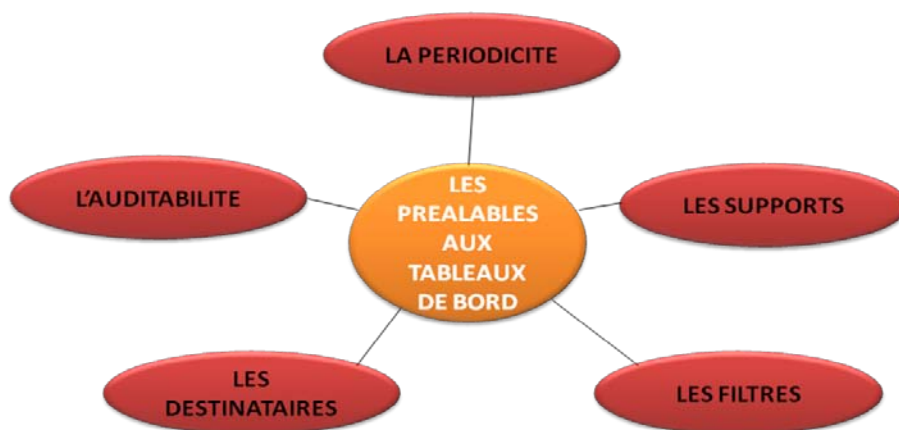 LA PERIODICITE
L'AUDITABILITE
LES
PREALABLES
AUX
TABLEAUX
DE BORD
LES SUPPORTS
LES
DESTINATAIRES
LES FILTRES